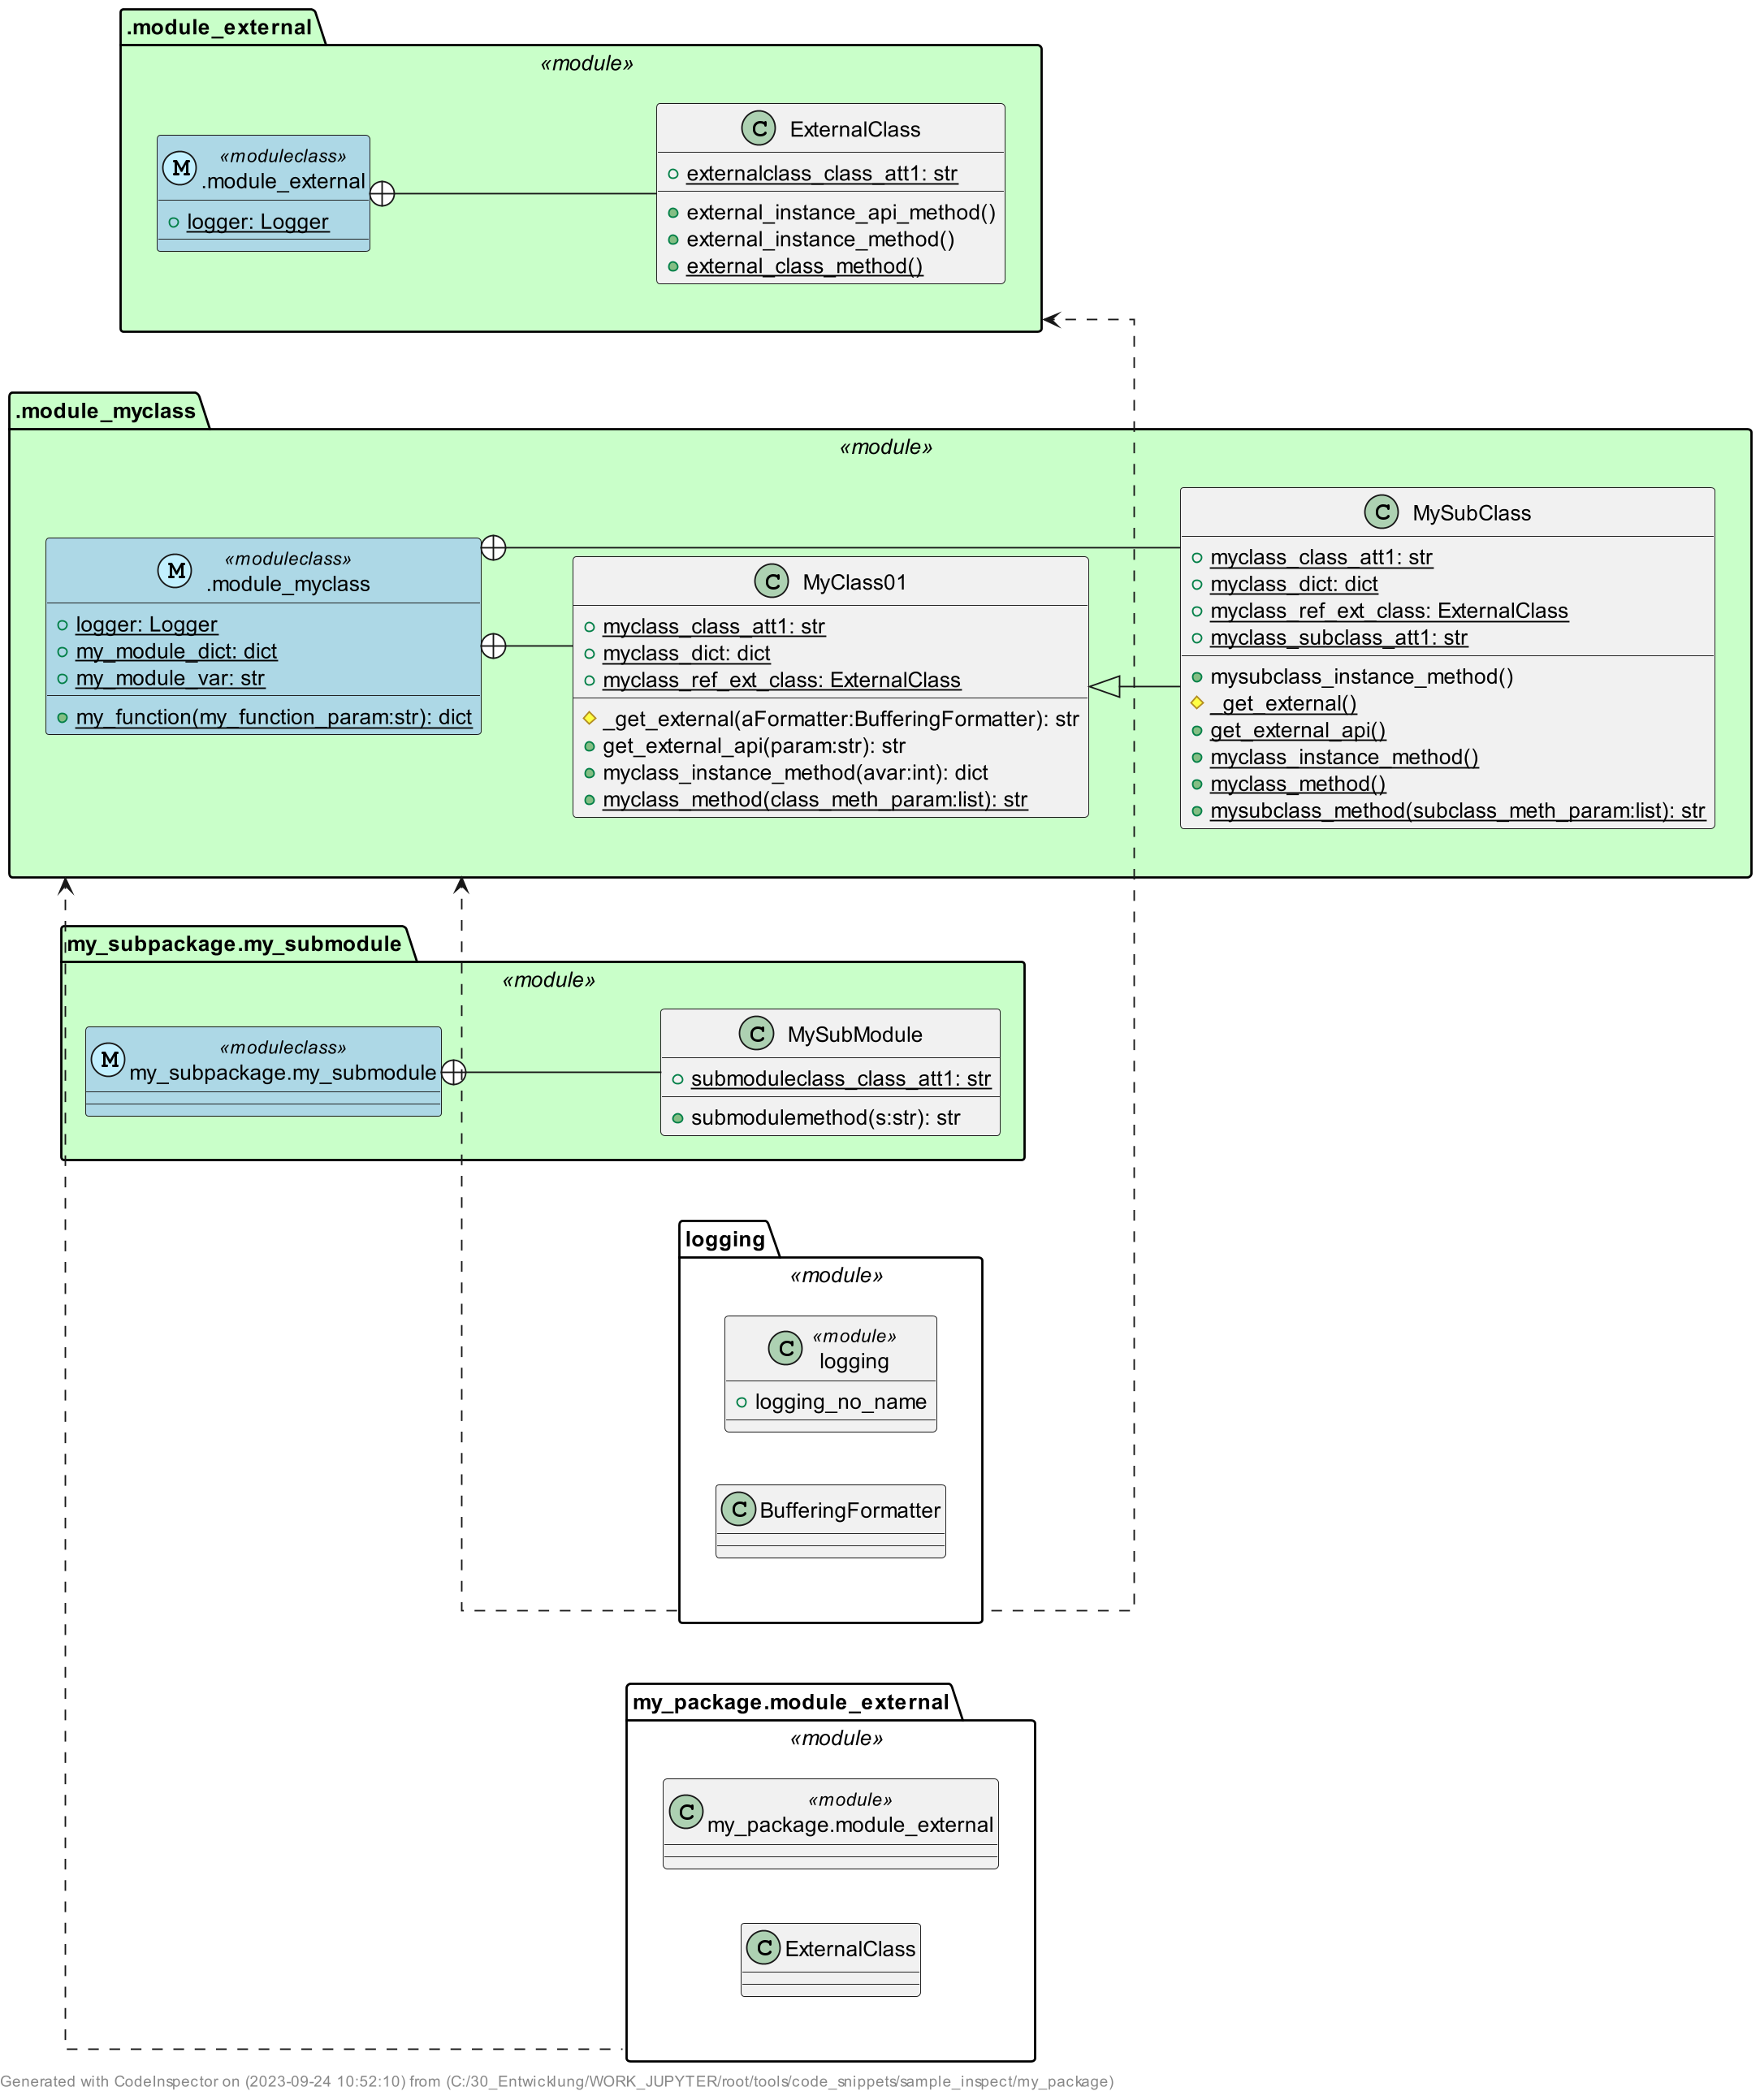 .module_external
«module»
M
«moduleclass»
.module_external
logger: Logger
C
ExternalClass
externalclass_class_att1: str
external_instance_api_method()
external_instance_method()
external_class_method()
.module_myclass
«module»
M
«moduleclass»
.module_myclass
logger: Logger
my_module_dict: dict
my_module_var: str
my_function(my_function_param:str): dict
C
MyClass01
myclass_class_att1: str
myclass_dict: dict
myclass_ref_ext_class: ExternalClass
_get_external(aFormatter:BufferingFormatter): str
get_external_api(param:str): str
myclass_instance_method(avar:int): dict
myclass_method(class_meth_param:list): str
C
MySubClass
myclass_class_att1: str
myclass_dict: dict
myclass_ref_ext_class: ExternalClass
myclass_subclass_att1: str
mysubclass_instance_method()
_get_external()
get_external_api()
myclass_instance_method()
myclass_method()
mysubclass_method(subclass_meth_param:list): str
my_subpackage.my_submodule
«module»
M
«moduleclass»
my_subpackage.my_submodule
C
MySubModule
submoduleclass_class_att1: str
submodulemethod(s:str): str
logging
«module»
C
«module»
logging
logging_no_name
C
BufferingFormatter
my_package.module_external
«module»
C
«module»
my_package.module_external
C
ExternalClass
Generated with CodeInspector on (2023-09-24 10:52:10) from (C:/30_Entwicklung/WORK_JUPYTER/root/tools/code_snippets/sample_inspect/my_package)